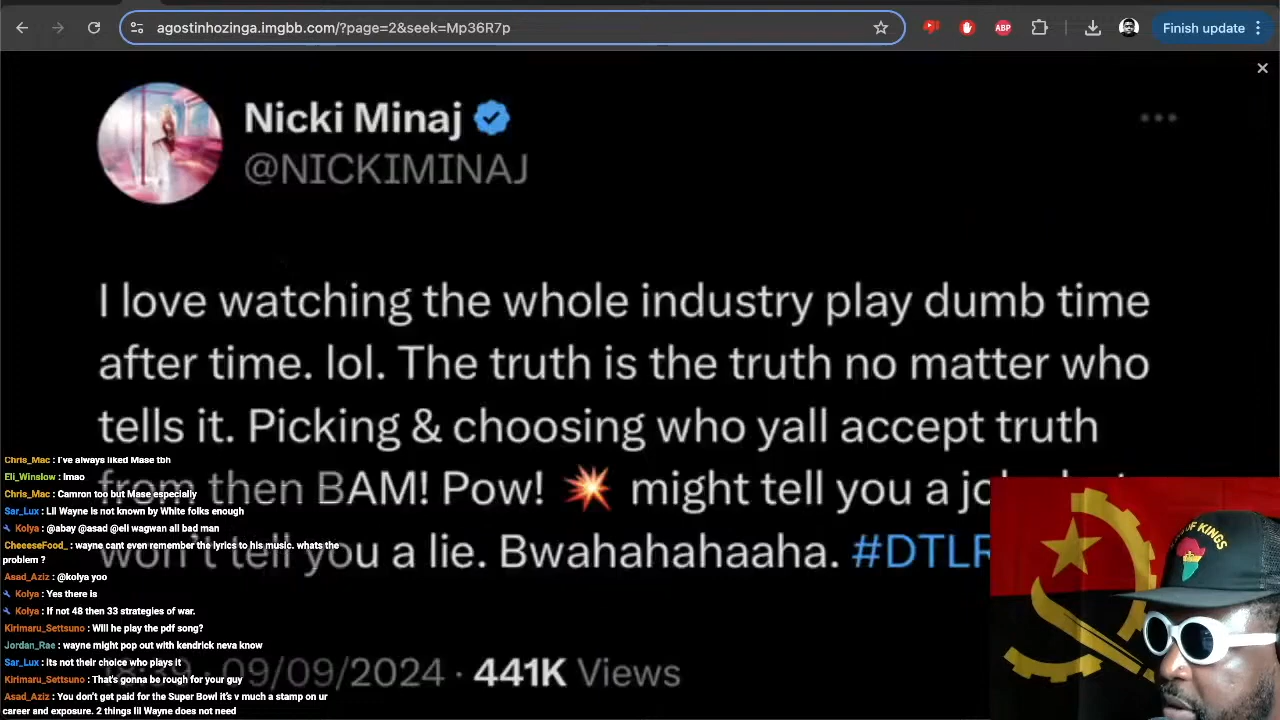 agostinhozinga.imgbb.com/?page=2&seek=Mp36R7p
ABP
Finish update
Nicki Minaj
@NICKIMINAJ
I love watching the whole industry play dumb time
after time. lol. The truth is the truth no matter who
tells it. Picking & choosing who yall accept truth
from then BAM! Pow! 💥 might tell you a
won't tell you a lie. Bwahahahaaha. #DTLR
18:39 · 09/09/2024 · 441K Views
Chris_Mac : I've always liked Mase tbh
Eli_Winslow : lmao
Chris_Mac : Camron too but Mase especially
Sar_Lux : Lil Wayne is not known by White folks enough
Kolya : @abay @asad @eli wagwan all bad man
CheeeseFood_ : wayne cant even remember the lyrics to his music. whats the
problem ?
Asad_Aziz : @kolya yoo
Kolya : Yes there is
Kolya : If not 48 then 33 strategies of war.
Kirimaru_Settsuno : Will he play the pdf song?
Jordan_Rae : wayne might pop out with kendrick neva know
Sar_Lux : its not their choice who plays it
Kirimaru_Settsuno : That's gonna be rough for your guy
Asad_Aziz : You don't get paid for the Super Bowl it's v much a stamp on ur
career and exposure. 2 things lil Wayne does not need
OF KINGS